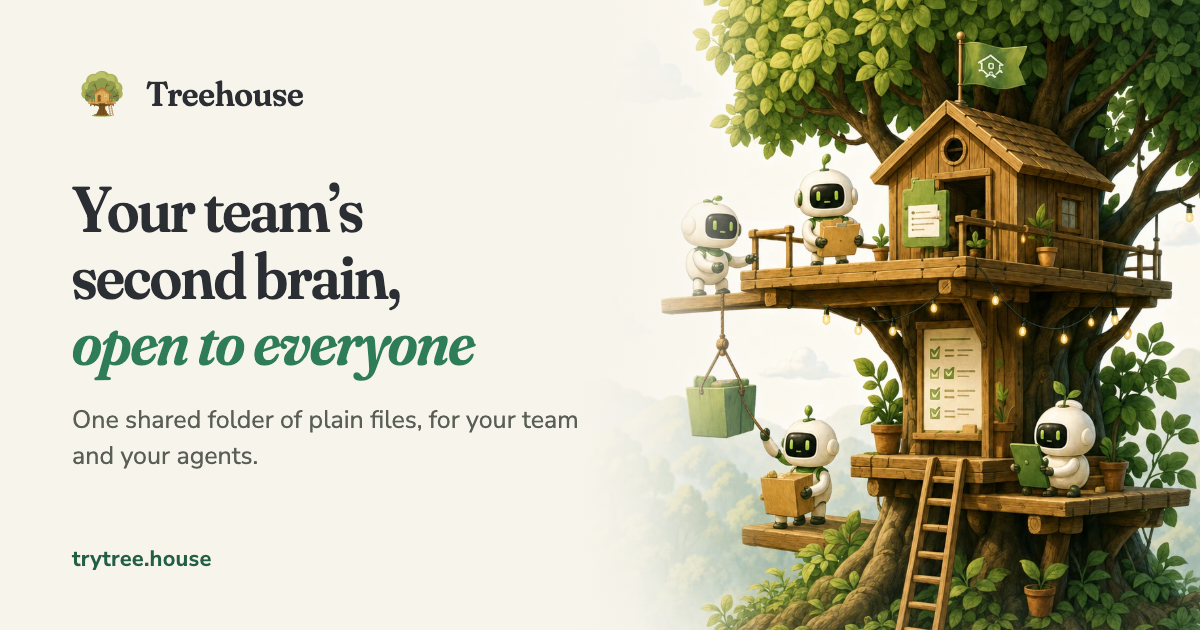 Treehouse
Your team’s
second brain,
open to everyone
One shared folder of plain files, for your team
and your agents.
trytree.house